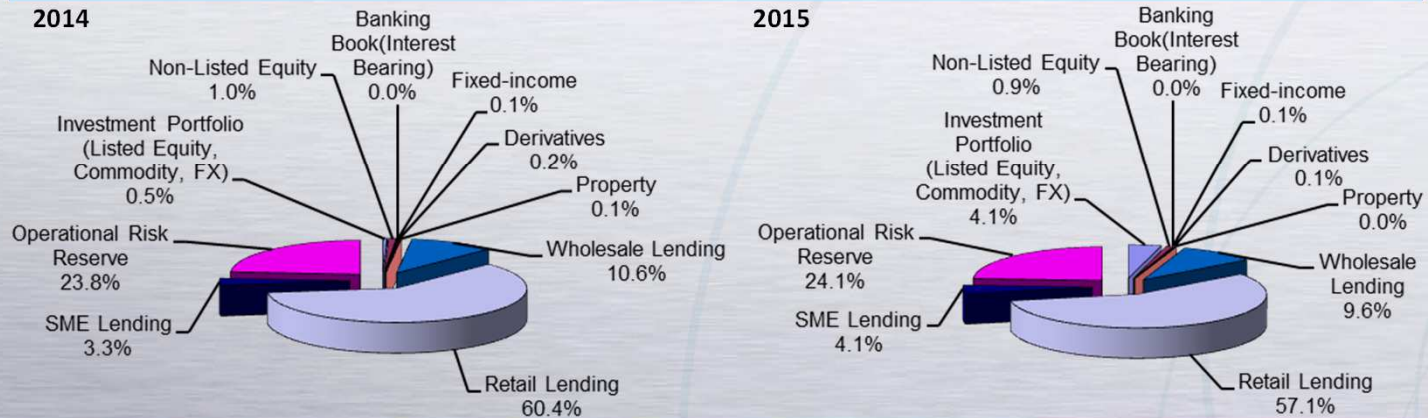 2014
Banking
Book(Interest
Bearing)
0.0%
Non-Listed Equity
1.0%
Fixed-income
0.1%
Investment Portfolio
(Listed Equity,
Commodity, FX)
0.5%
Derivatives
0.2%
Property
0.1%
Operational Risk
Reserve
23.8%
Wholesale Lending
10.6%
SME Lending
3.3%
Retail Lending
60.4%
2015
Banking
Book(Interest
Bearing)
0.0%
Non-Listed Equity
0.9%
Fixed-income
0.1%
Investment
Portfolio
(Listed Equity,
Commodity, FX)
4.1%
Derivatives
0.1%
Property
0.0%
Operational Risk
Reserve
24.1%
Wholesale
Lending
9.6%
SME Lending
4.1%
Retail Lending
57.1%